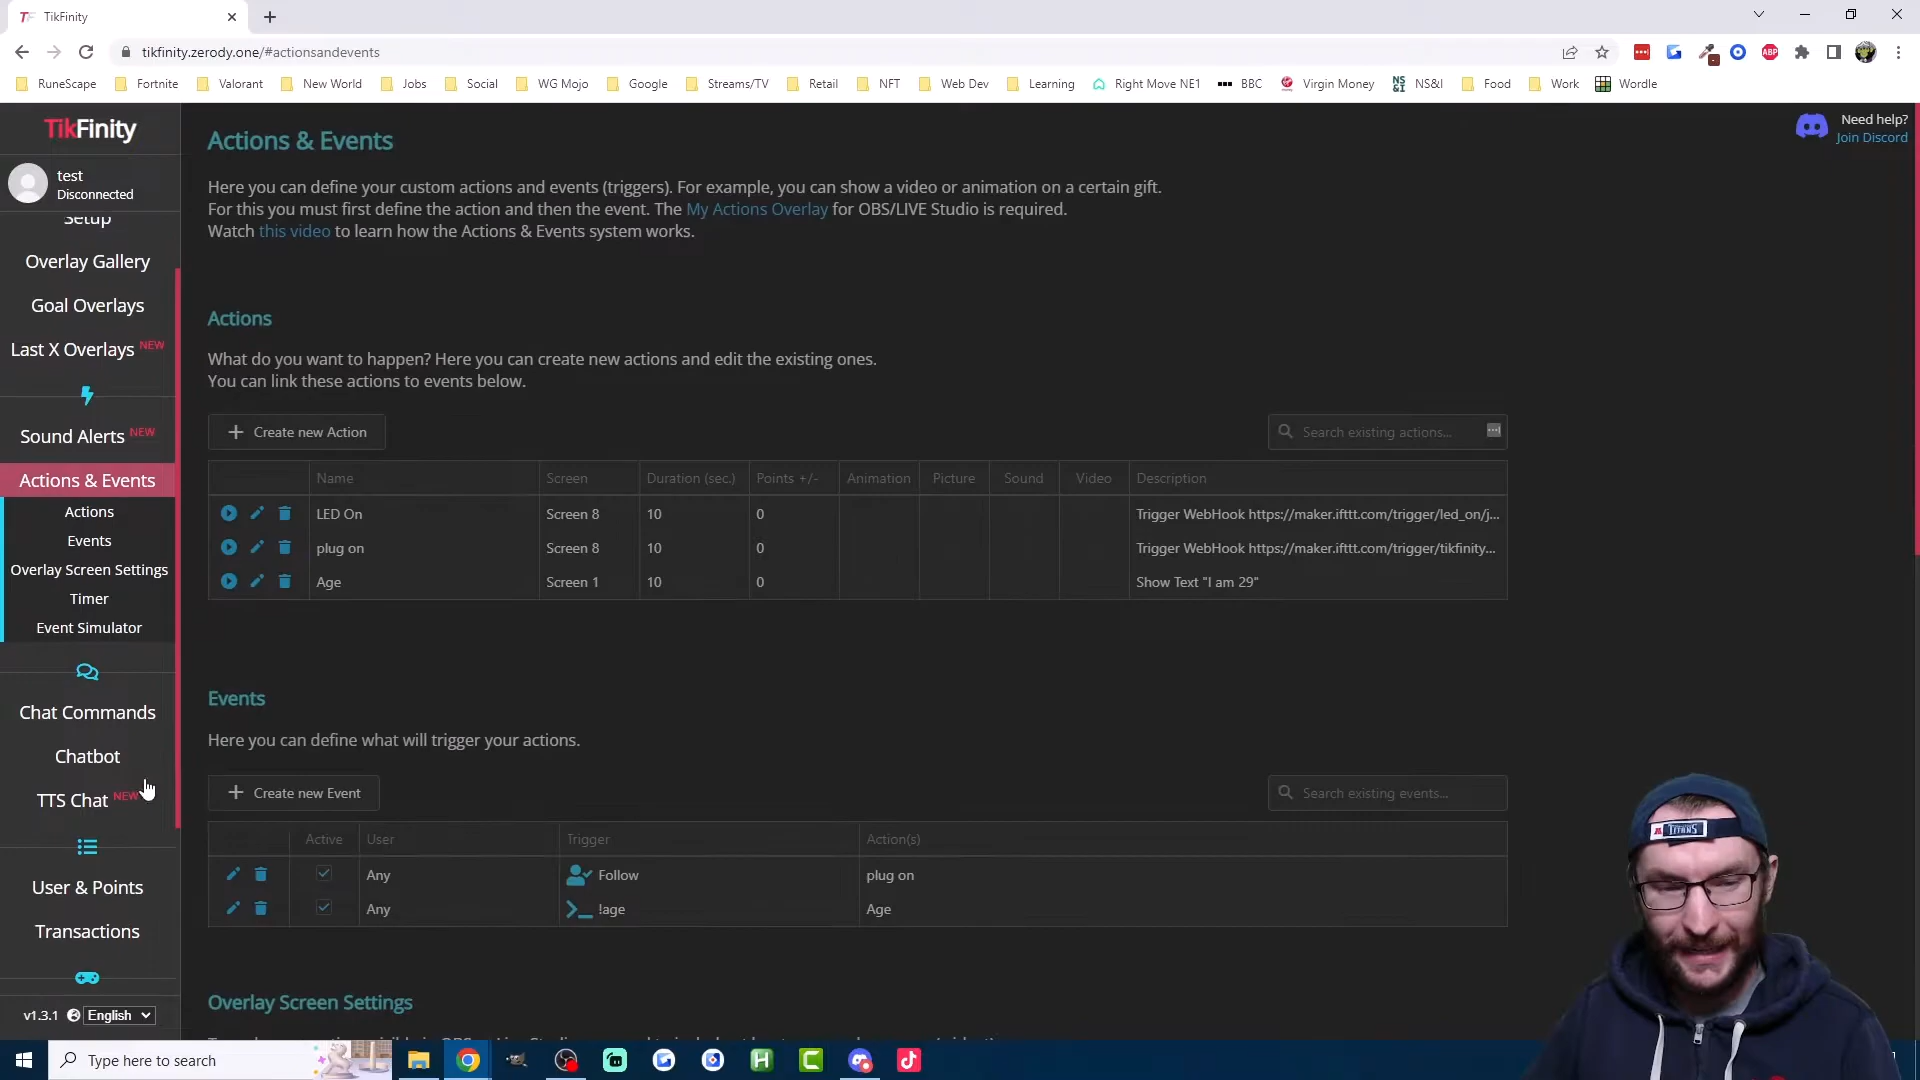 TikFinity
tikfinity.zerody.one/#actionsandevents
ABP
RuneScape
Fortnite
Valorant
New World
Jobs
Social
WG Mojo
Google
Streams/TV
Retail
NFT
Web Dev
Learning
Right Move NE1
BBC
Virgin Money
NS&I
Food
Work
Wordle
TikFinity
test
Disconnected
Setup
Overlay Gallery
Goal Overlays
Last X Overlays NEW
Sound Alerts NEW
Actions & Events
Actions
Events
Overlay Screen Settings
Timer
Event Simulator
Chat Commands
Chatbot
TTS Chat NEW
User & Points
Transactions
v1.3.1 English
Need help?
Join Discord
Actions & Events
Here you can define your custom actions and events (triggers). For example, you can show a video or animation on a certain gift.
For this you must first define the action and then the event. The My Actions Overlay for OBS/LIVE Studio is required.
Watch this video to learn how the Actions & Events system works.
Actions
What do you want to happen? Here you can create new actions and edit the existing ones.
You can link these actions to events below.
Create new Action
Search existing actions...
Name Screen Duration (sec.) Points +/- Animation Picture Sound Video Description
LED On Screen 8 10 0 Trigger WebHook https://maker.ifttt.com/trigger/led_on/j...
plug on Screen 8 10 0 Trigger WebHook https://maker.ifttt.com/trigger/tikfinity...
Age Screen 1 10 0 Show Text "I am 29"
Events
Here you can define what will trigger your actions.
Create new Event
Search existing events...
Active User Trigger Action(s)
Any Follow plug on
Any !age Age
Overlay Screen Settings
TITANS
Type here to search